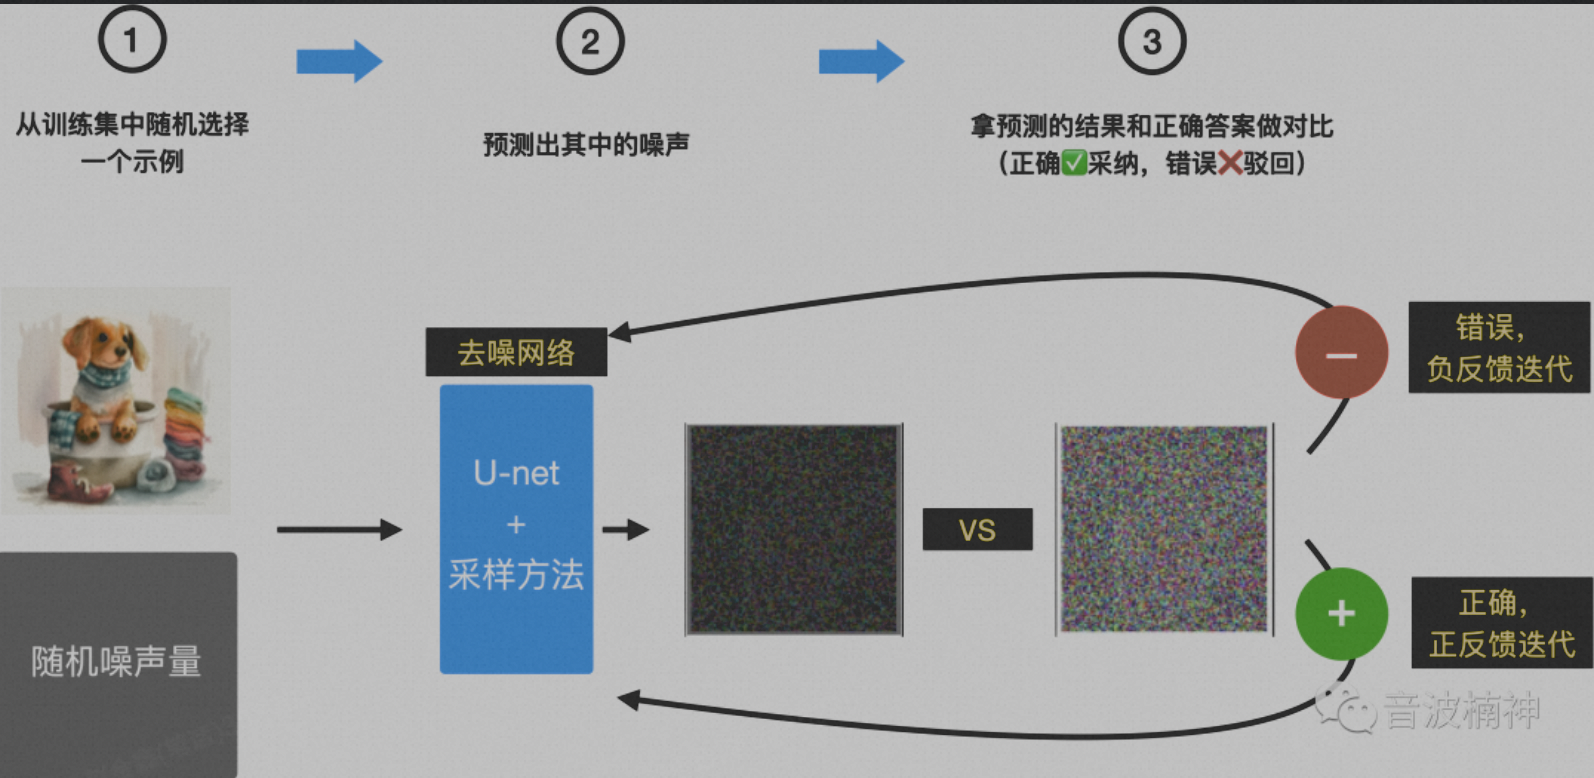 1
2
3
从训练集中随机选择
一个示例
预测出其中的噪声
拿预测的结果和正确答案做对比
（正确✅采纳，错误❌驳回）
去噪网络
U-net
+
采样方法
随机噪声量
VS
−
错误，
负反馈迭代
+
正确，
正反馈迭代
音波楠神